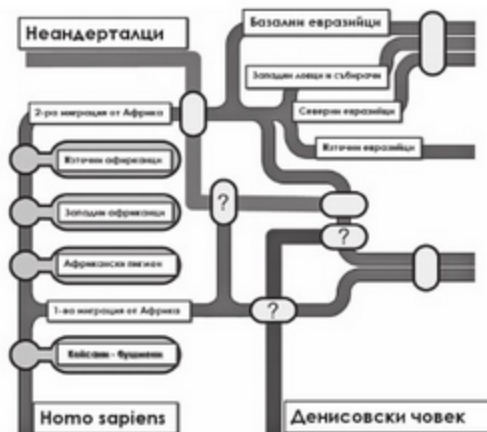 Неандерталци
Базални евразийци
Западни ловци и събирачи
2-ра миграция от Африка
Северни евразийци
Източни евразийци
Източни африканци
?
Западни африканци
?
Африкански пигмеи
1-ва миграция от Африка
?
Койсани - бушмени
Homo sapiens
Денисовски човек